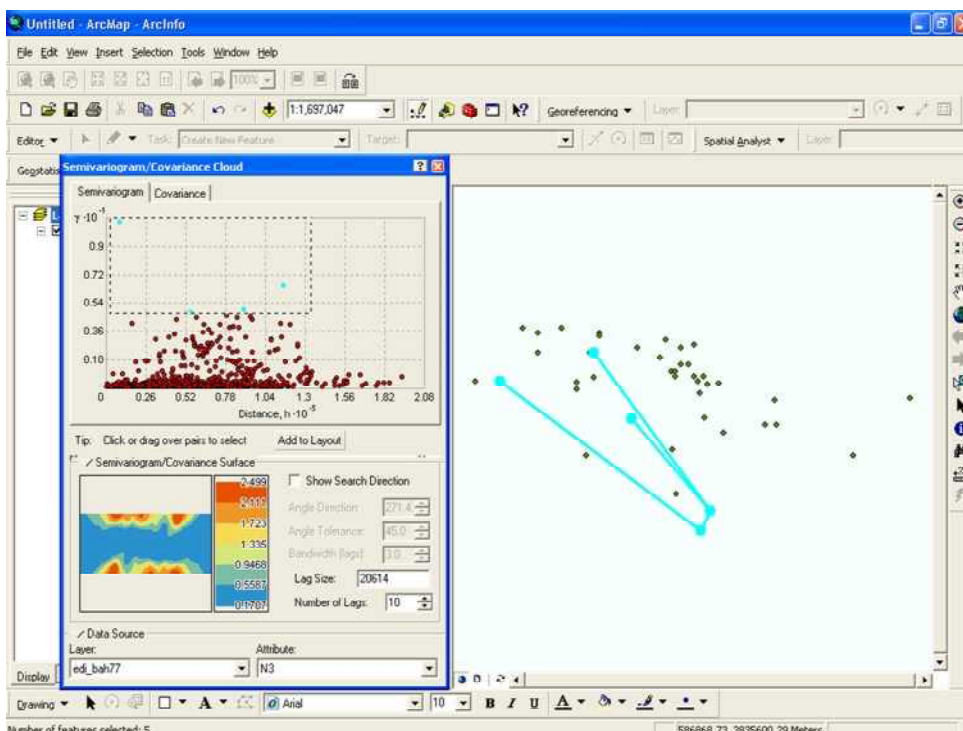 Untitled - ArcMap - ArcInfo
File Edit View Insert Selection Tools Window Help
100%
1:1,697,047
Georeferencing
Layer:
Editor
Task: Create New Feature
Target:
Spatial Analyst
Layer:
Semivariogram/Covariance Cloud
Semivariogram
Covariance
γ·10⁻¹
0.9
0.72
0.54
0.36
0.10
0 0.26 0.52 0.78 1.04 1.3 1.56 1.82 2.08
Distance, h·10⁻⁵
Tip: Click or drag over pairs to select
Add to Layout
Semivariogram/Covariance Surface
2.499
2.111
1.723
1.335
0.9468
0.5587
0.1707
Show Search Direction
Angle Direction: 271.4
Angle Tolerance: 45.0
Bandwidth (lags): 3.0
Lag Size: 20614
Number of Lags: 10
Data Source
Layer:
edi_bah77
Attribute:
N3
Display
Drawing
A
Arial
10
B I U
A
Number of features selected: 5
586868.73 3835600.29 Meters